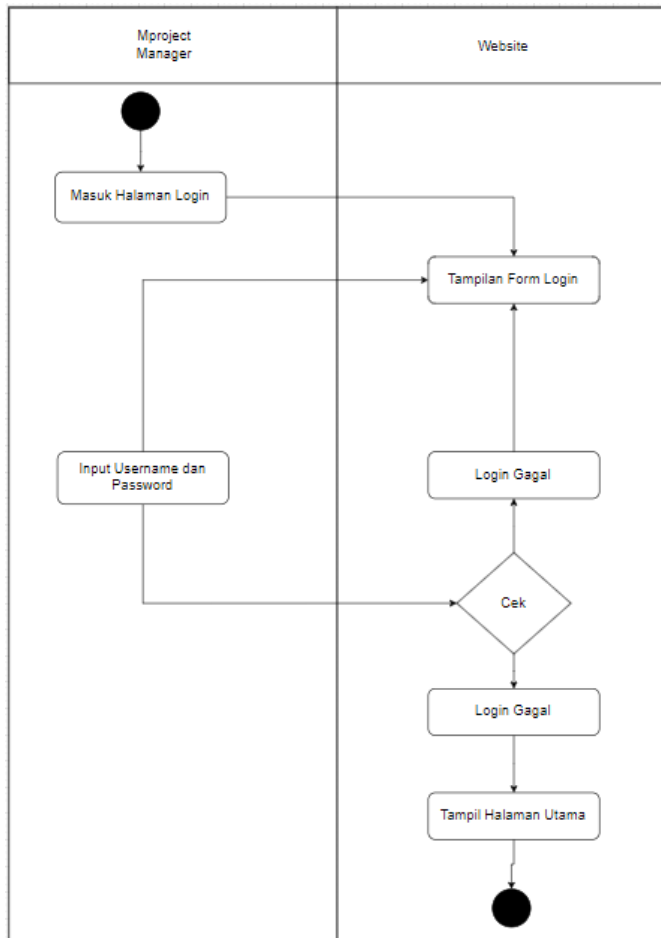 Mproject
Manager
Website
Masuk Halaman Login
Tampilan Form Login
Input Username dan
Password
Login Gagal
Cek
Login Gagal
Tampil Halaman Utama